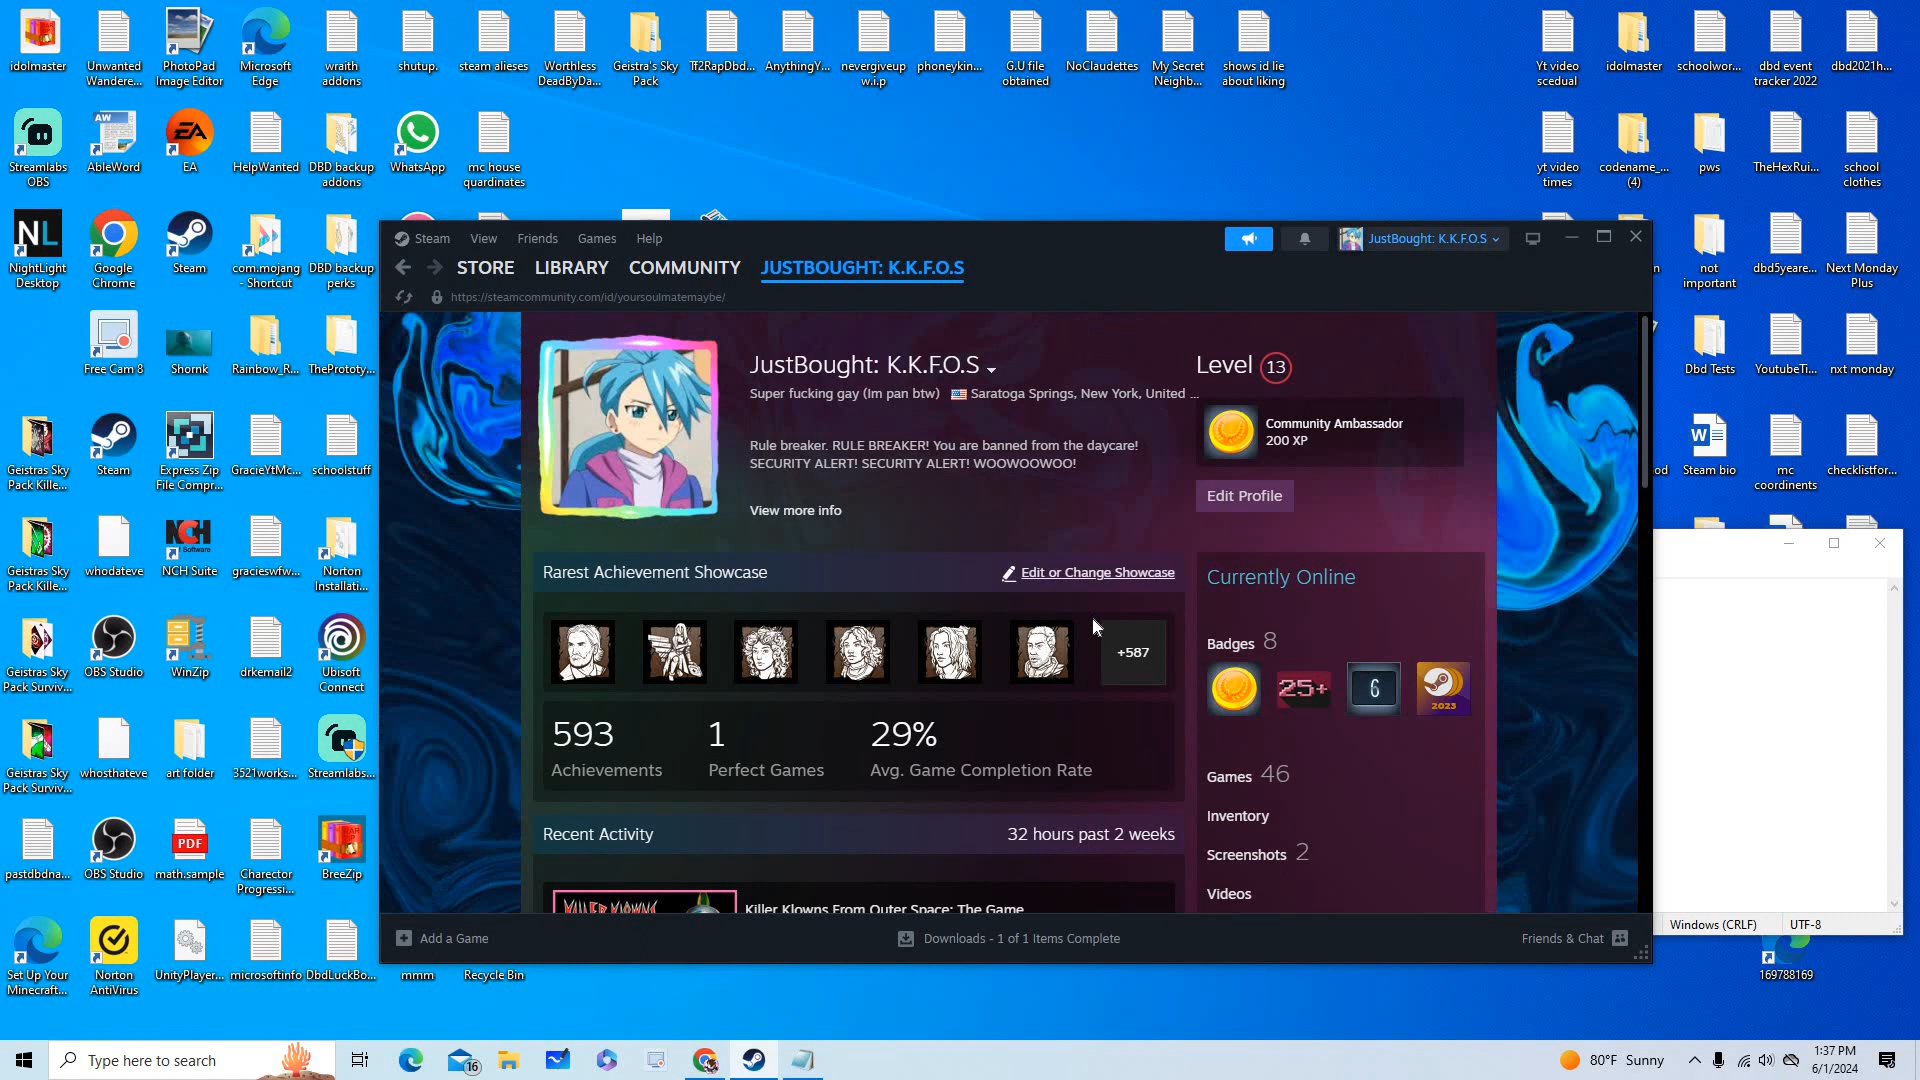 idolmaster
Unwanted
Wandere...
PhotoPad
Image Editor
Microsoft
Edge
wraith
addons
shutup.
steam alieses
Worthless
DeadByDa...
Geistra's Sky
Pack
Tf2RapDbd...
AnythingY...
nevergiveup
w.i.p
phoneykin...
G.U file
obtained
NoClaudettes
My Secret
Neighb...
shows id lie
about liking
Yt video
scedual
idolmaster
schoolwor...
dbd event
tracker 2022
dbd2021h...
Streamlabs
OBS
AW
AbleWord
EA
EA
HelpWanted
DBD backup
addons
WhatsApp
mc house
quardinates
yt video
times
codename_...
(4)
pws
TheHexRui...
school
clothes
NL
NightLight
Desktop
Google
Chrome
Steam
com.mojang
- Shortcut
DBD backup
perks
not
important
dbd5yeare...
Next Monday
Plus
Free Cam 8
Shornk
Rainbow_R...
ThePrototy...
Dbd Tests
YoutubeTi...
nxt monday
Geistras Sky
Pack Kille...
Steam
Express Zip
File Compr...
GracieYtMc...
schoolstuff
W
Steam bio
mc
coordinents
checklistfor...
Geistras Sky
Pack Kille...
whodateve
NCH
Software
NCH Suite
gracieswfw...
Norton
Installati...
Geistras Sky
Pack Surviv...
OBS Studio
WinZip
drkemail2
Ubisoft
Connect
Geistras Sky
Pack Surviv...
whosthateve
art folder
3521works...
Streamlabs...
pastdbdna...
OBS Studio
PDF
math.sample
Charector
Progressi...
BreeZip
Set Up Your
Minecraft...
Norton
AntiVirus
UnityPlayer...
microsoftinfo
DbdLuckBo...
mmm
Recycle Bin
169788169
Steam
View
Friends
Games
Help
JustBought: K.K.F.O.S
STORE
LIBRARY
COMMUNITY
JUSTBOUGHT: K.K.F.O.S
https://steamcommunity.com/id/yoursoulmatemaybe/
JustBought: K.K.F.O.S
Super fucking gay (Im pan btw)
Saratoga Springs, New York, United ...
Rule breaker. RULE BREAKER! You are banned from the daycare!
SECURITY ALERT! SECURITY ALERT! WOOWOOWOO!
View more info
Level 13
Community Ambassador
200 XP
Edit Profile
Rarest Achievement Showcase
Edit or Change Showcase
+587
593
Achievements
1
Perfect Games
29%
Avg. Game Completion Rate
Recent Activity
32 hours past 2 weeks
KILLER KLOWNS
Killer Klowns From Outer Space: The Game
Currently Online
Badges 8
25+
6
2023
Games 46
Inventory
Screenshots 2
Videos
Add a Game
Downloads - 1 of 1 Items Complete
Friends & Chat
Windows (CRLF)
UTF-8
Type here to search
16
80°F Sunny
1:37 PM
6/1/2024